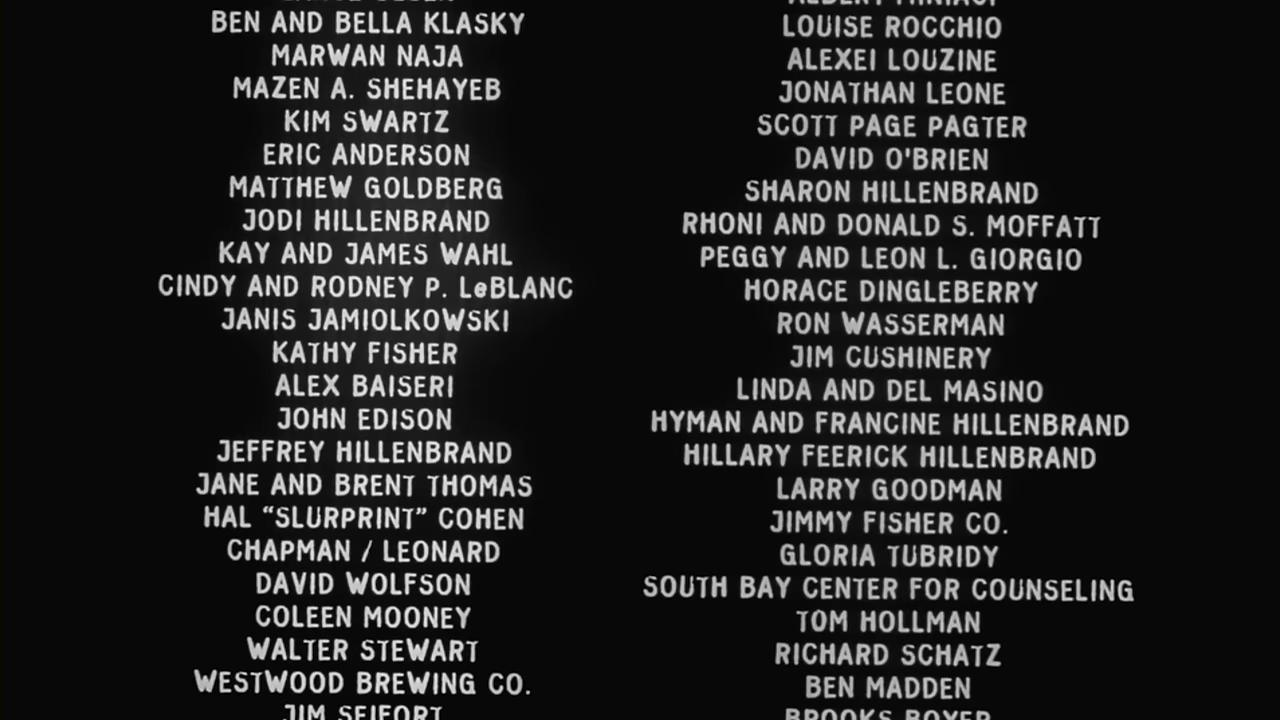 BEN AND BELLA KLASKY
MARWAN NAJA
MAZEN A. SHEHAYEB
KIM SWARTZ
ERIC ANDERSON
MATTHEW GOLDBERG
JODI HILLENBRAND
KAY AND JAMES WAHL
CINDY AND RODNEY P. LeBLANC
JANIS JAMIOLKOWSKI
KATHY FISHER
ALEX BAISERI
JOHN EDISON
JEFFREY HILLENBRAND
JANE AND BRENT THOMAS
HAL “SLURPRINT” COHEN
CHAPMAN / LEONARD
DAVID WOLFSON
COLEEN MOONEY
WALTER STEWART
WESTWOOD BREWING CO.
JIM SEIFORT
LOUISE ROCCHIO
ALEXEI LOUZINE
JONATHAN LEONE
SCOTT PAGE PAGTER
DAVID O'BRIEN
SHARON HILLENBRAND
RHONI AND DONALD S. MOFFATT
PEGGY AND LEON L. GIORGIO
HORACE DINGLEBERRY
RON WASSERMAN
JIM CUSHINERY
LINDA AND DEL MASINO
HYMAN AND FRANCINE HILLENBRAND
HILLARY FEERICK HILLENBRAND
LARRY GOODMAN
JIMMY FISHER CO.
GLORIA TUBRIDY
SOUTH BAY CENTER FOR COUNSELING
TOM HOLLMAN
RICHARD SCHATZ
BEN MADDEN
BROOKS BOYER